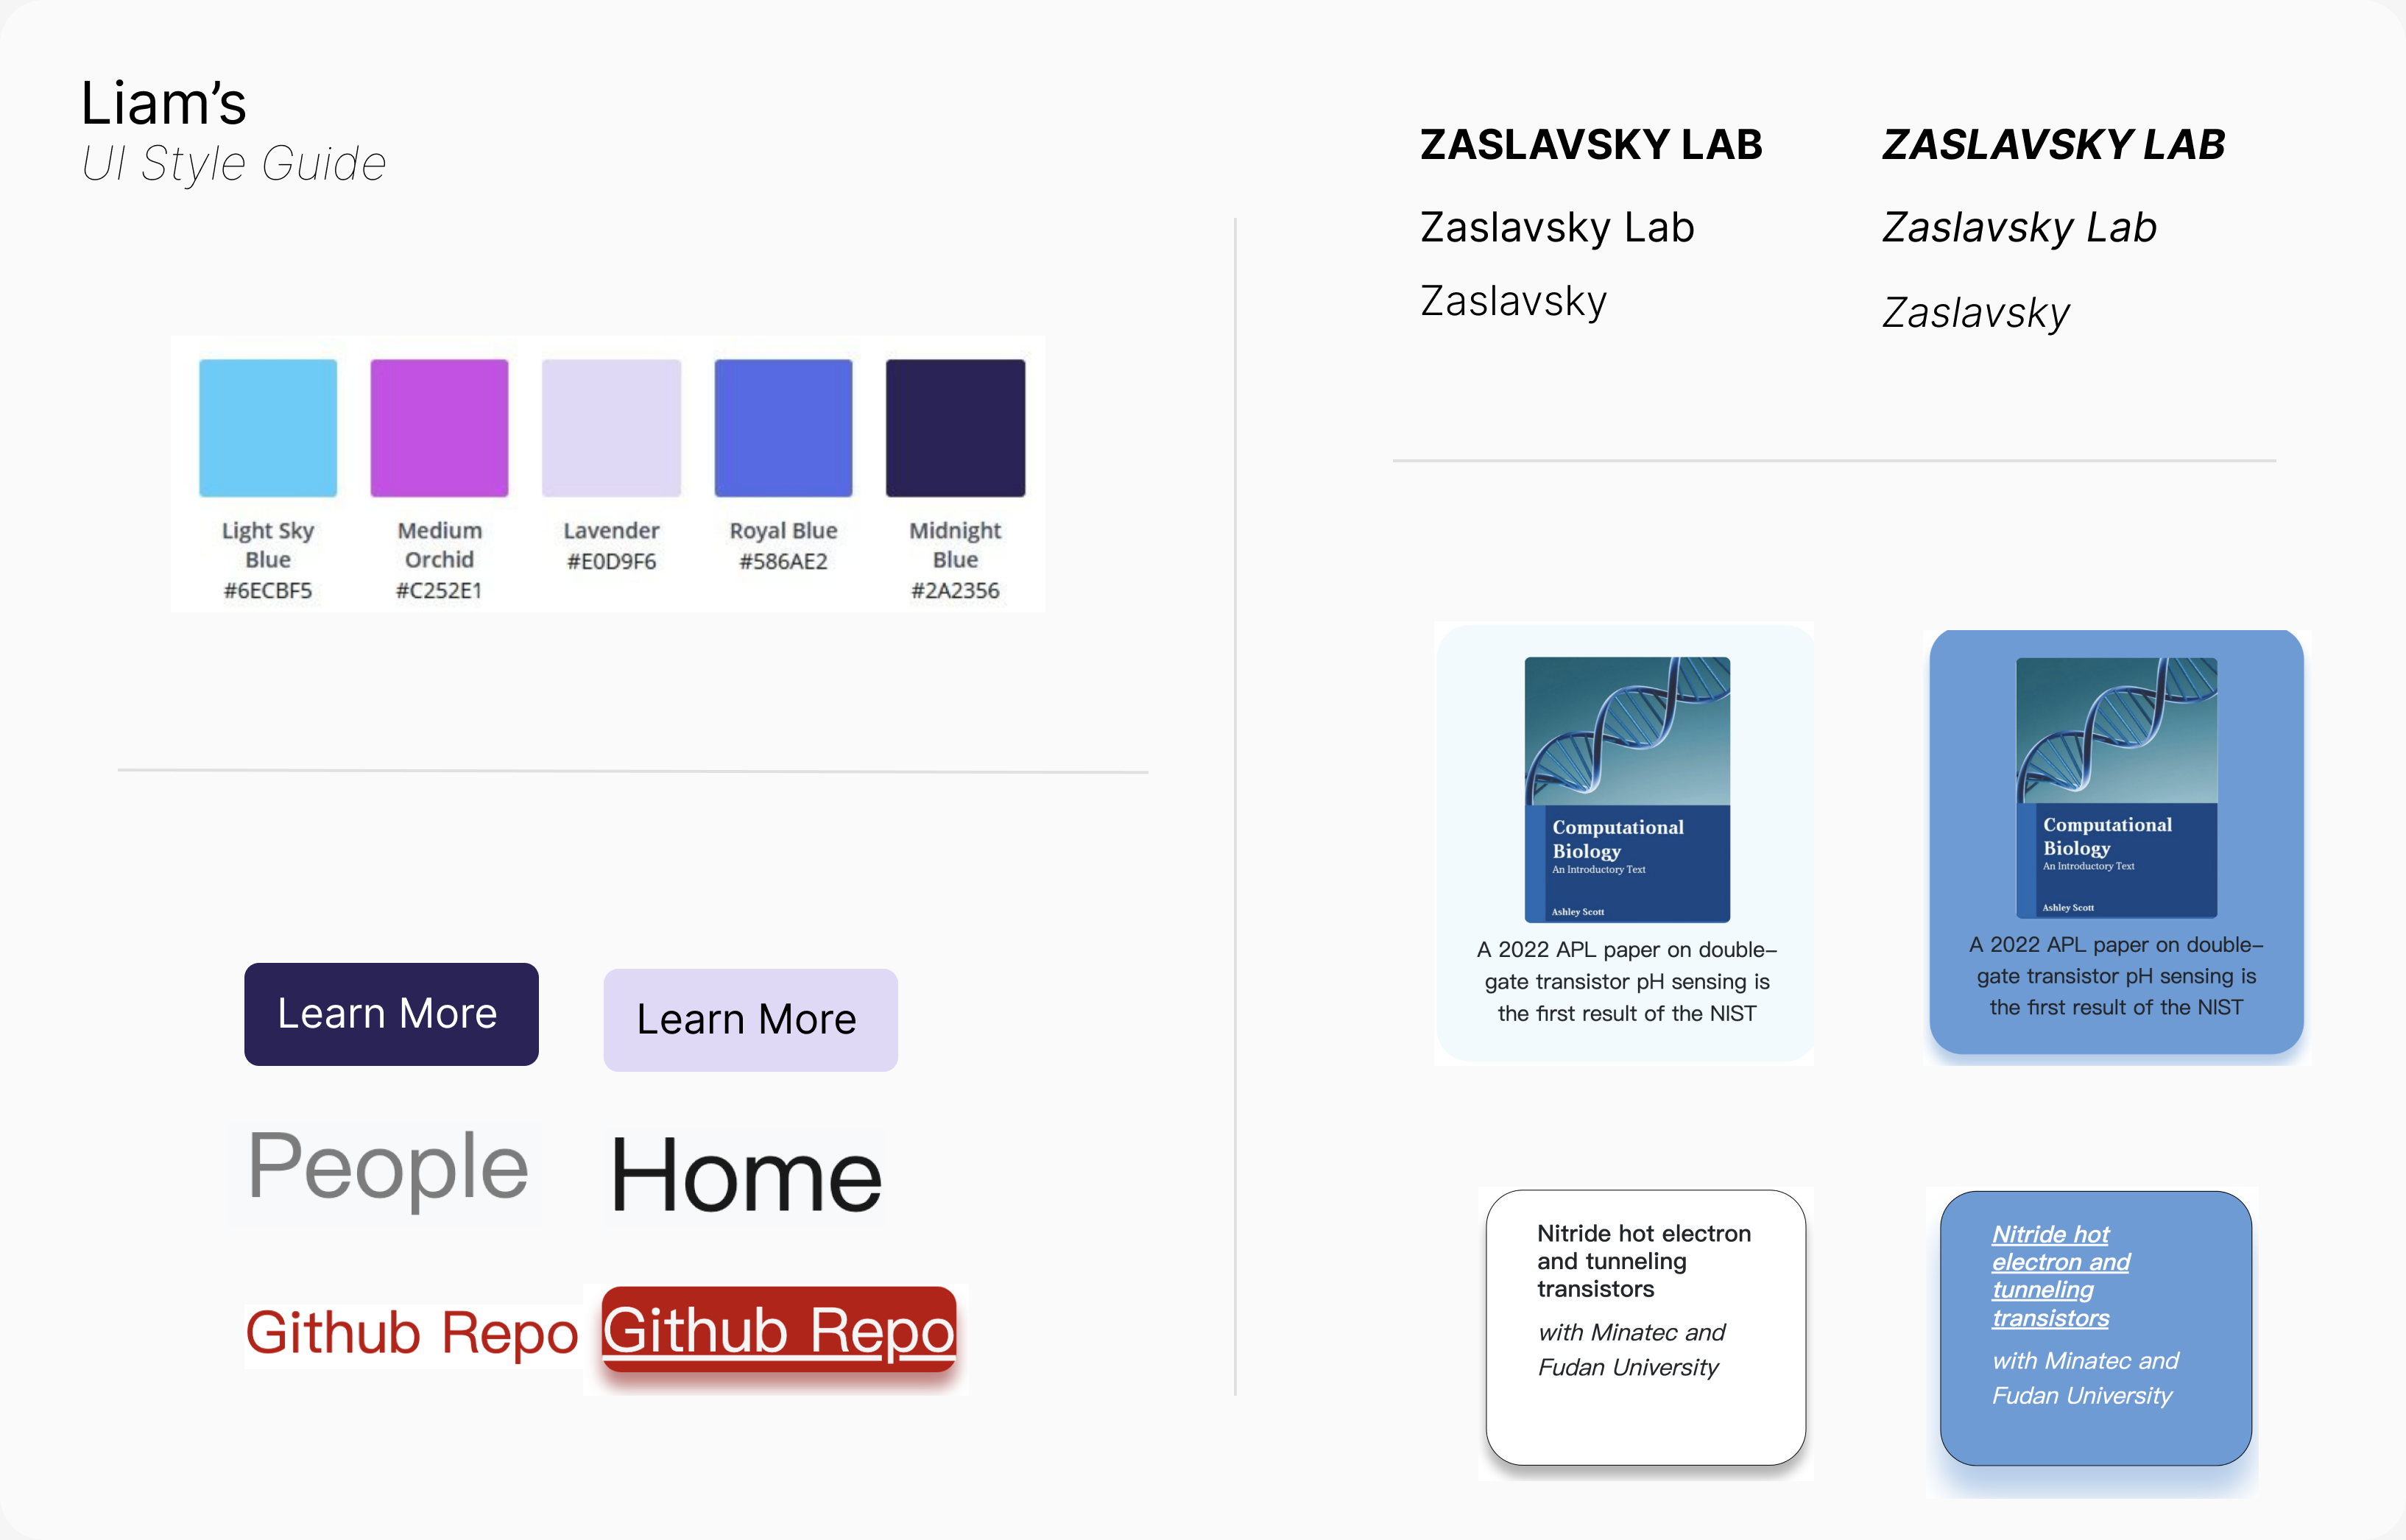 Liam’s
UI Style Guide
Light Sky
Blue
#6ECBF5
Medium
Orchid
#C252E1
Lavender
#E0D9F6
Royal Blue
#586AE2
Midnight
Blue
#2A2356
Learn More
Learn More
People
Home
Github Repo
Github Repo
ZASLAVSKY LAB
ZASLAVSKY LAB
Zaslavsky Lab
Zaslavsky Lab
Zaslavsky
Zaslavsky
Computational
Biology
An Introductory Text
Ashley Scott
A 2022 APL paper on double-
gate transistor pH sensing is
the first result of the NIST
Computational
Biology
An Introductory Text
Ashley Scott
A 2022 APL paper on double-
gate transistor pH sensing is
the first result of the NIST
Nitride hot electron
and tunneling
transistors
with Minatec and
Fudan University
Nitride hot
electron and
tunneling
transistors
with Minatec and
Fudan University